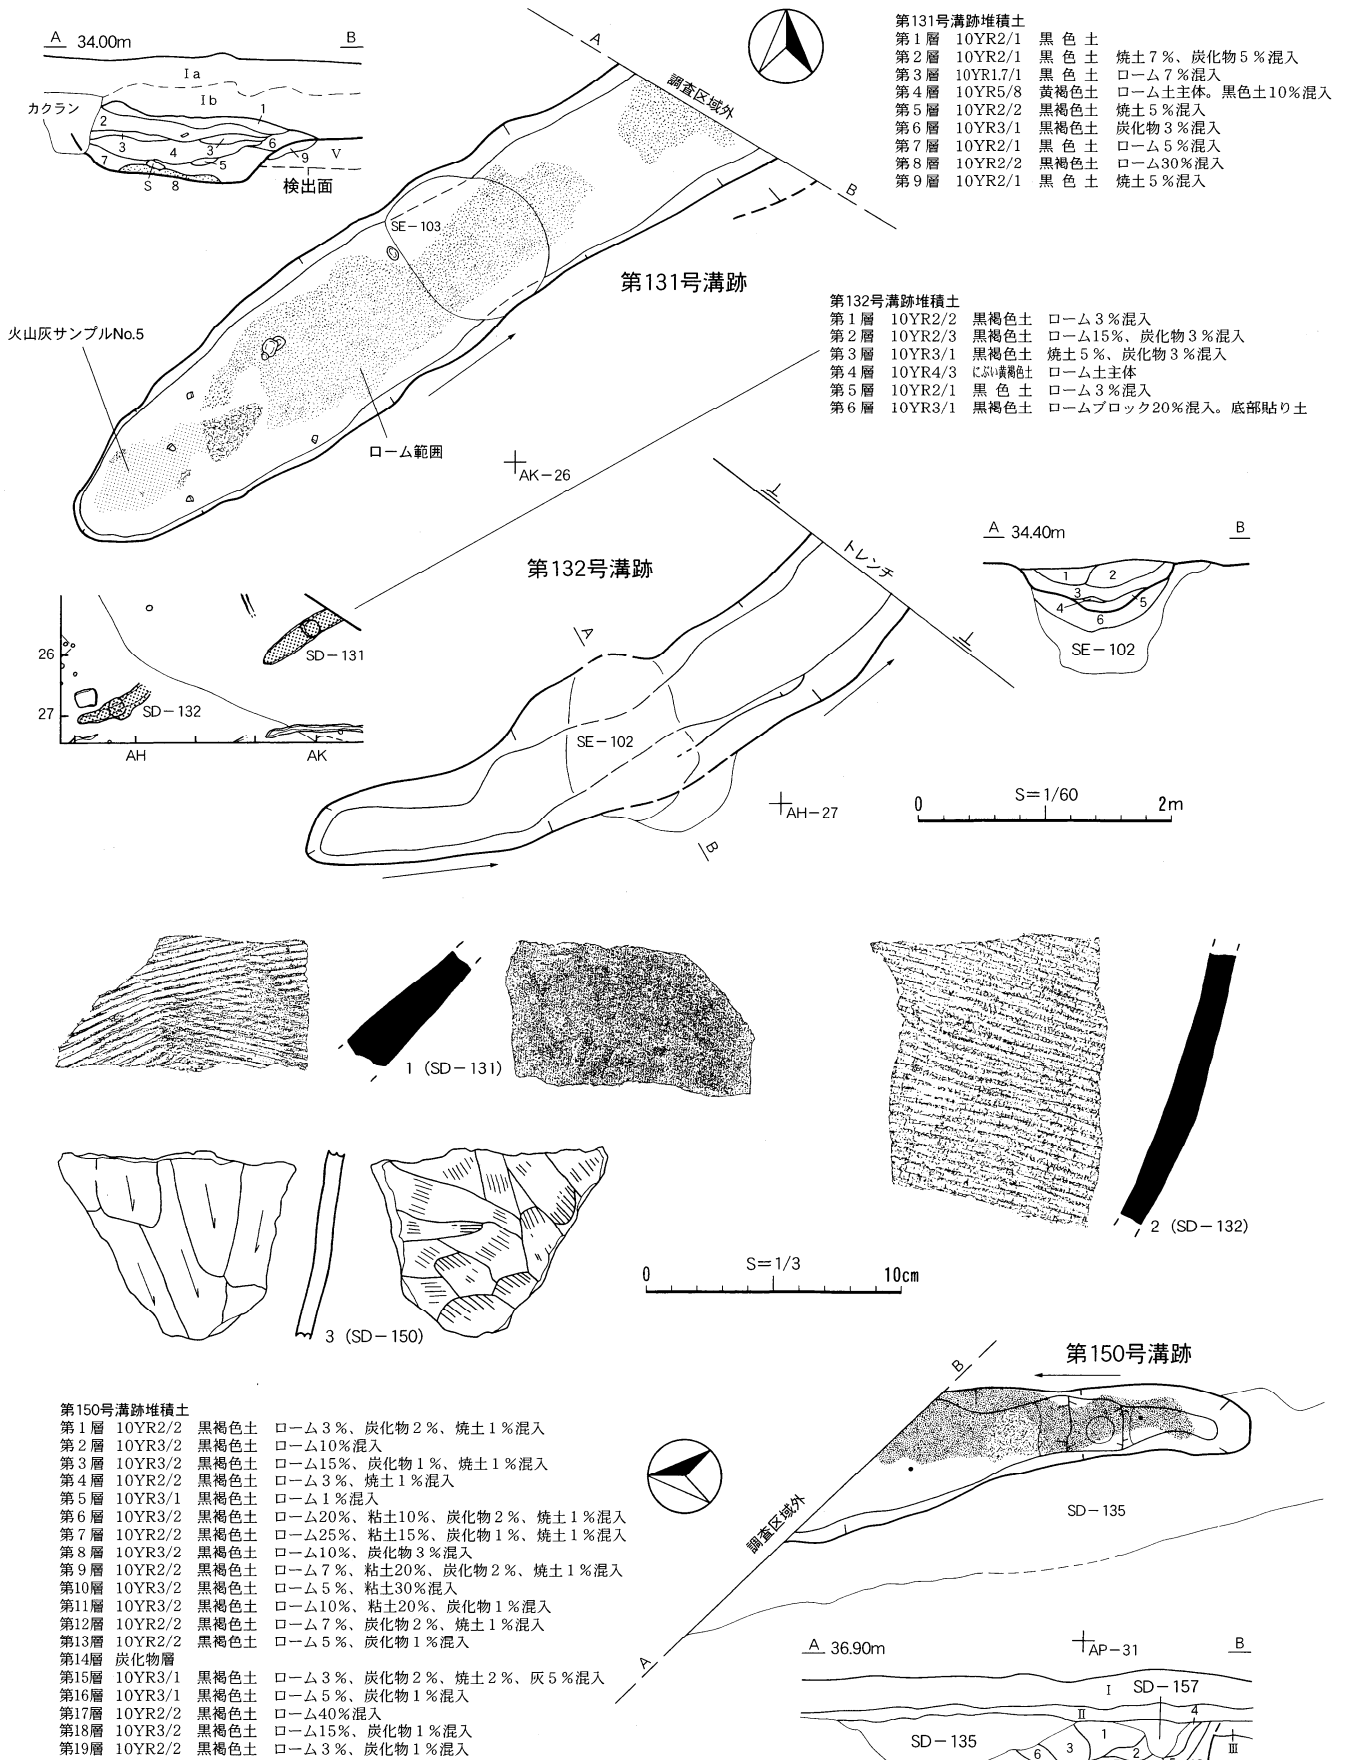 A 34.00m B
Ⅰa
Ⅰb
カクラン
1
2
3
4
3
5
6
7
8
9
S
Ⅴ
検出面
A
調査区域外
B
SE-103
第131号溝跡
火山灰サンプルNo.5
ローム範囲
AK-26
第131号溝跡堆積土
第1層 10YR2/1 黒色土
第2層 10YR2/1 黒色土 焼土7%、炭化物5%混入
第3層 10YR1.7/1 黒色土 ローム7%混入
第4層 10YR5/8 黄褐色土 ローム土主体。黒色土10%混入
第5層 10YR2/2 黒褐色土 焼土5%混入
第6層 10YR3/1 黒褐色土 炭化物3%混入
第7層 10YR2/1 黒色土 ローム5%混入
第8層 10YR2/2 黒褐色土 ローム30%混入
第9層 10YR2/1 黒色土 焼土5%混入
第132号溝跡堆積土
第1層 10YR2/2 黒褐色土 ローム3%混入
第2層 10YR2/3 黒褐色土 ローム15%、炭化物3%混入
第3層 10YR3/1 黒褐色土 焼土5%、炭化物3%混入
第4層 10YR4/3 にぶい黄褐色土 ローム土主体
第5層 10YR2/1 黒色土 ローム3%混入
第6層 10YR3/1 黒褐色土 ロームブロック20%混入。底部貼り土
第132号溝跡
トレンチ
A
SE-102
B
AH-27
26
27
SD-131
SD-132
AH AK
A 34.40m B
1
2
3
4
5
6
SE-102
S=1/60
0 2m
1 (SD-131)
2 (SD-132)
3 (SD-150)
S=1/3
0 10cm
第150号溝跡
B
調査区域外
A
SD-135
AP-31
第150号溝跡堆積土
第1層 10YR2/2 黒褐色土 ローム3%、炭化物2%、焼土1%混入
第2層 10YR3/2 黒褐色土 ローム10%混入
第3層 10YR3/2 黒褐色土 ローム15%、炭化物1%、焼土1%混入
第4層 10YR2/2 黒褐色土 ローム3%、焼土1%混入
第5層 10YR3/1 黒褐色土 ローム1%混入
第6層 10YR3/2 黒褐色土 ローム20%、粘土10%、炭化物2%、焼土1%混入
第7層 10YR2/2 黒褐色土 ローム25%、粘土15%、炭化物1%、焼土1%混入
第8層 10YR3/2 黒褐色土 ローム10%、炭化物3%混入
第9層 10YR2/2 黒褐色土 ローム7%、粘土20%、炭化物2%、焼土1%混入
第10層 10YR3/2 黒褐色土 ローム5%、粘土30%混入
第11層 10YR3/2 黒褐色土 ローム10%、粘土20%、炭化物1%混入
第12層 10YR2/2 黒褐色土 ローム7%、炭化物2%、焼土1%混入
第13層 10YR2/2 黒褐色土 ローム5%、炭化物1%混入
第14層 炭化物層
第15層 10YR3/1 黒褐色土 ローム3%、炭化物2%、焼土2%、灰5%混入
第16層 10YR3/1 黒褐色土 ローム5%、炭化物1%混入
第17層 10YR2/2 黒褐色土 ローム40%混入
第18層 10YR3/2 黒褐色土 ローム15%、炭化物1%混入
第19層 10YR2/2 黒褐色土 ローム3%、炭化物1%混入
A 36.90m B
Ⅰ
SD-157
Ⅱ
4
SD-135
1
3
6
2
Ⅲ